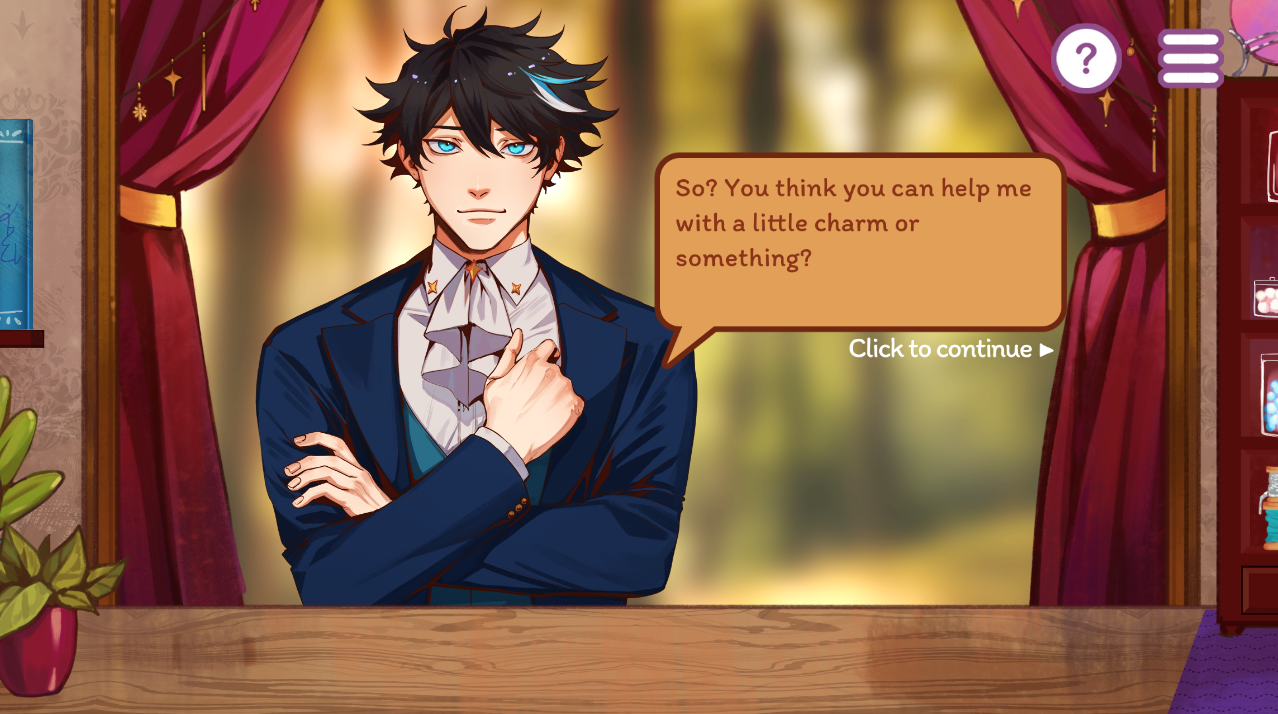 ?
So? You think you can help me
with a little charm or
something?
Click to continue ►